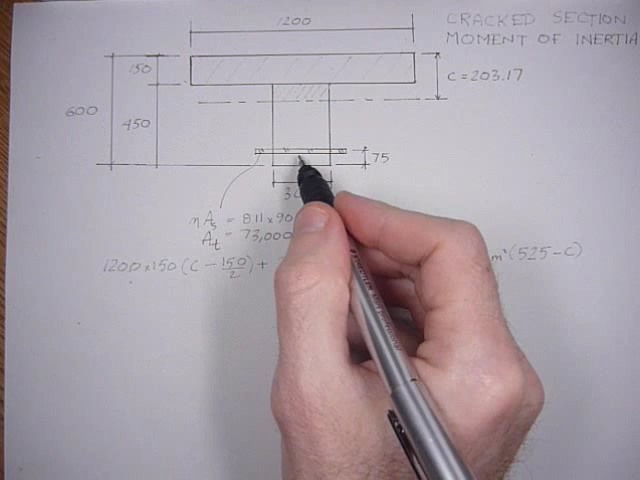 1200
CRACKED SECTION
MOMENT OF INERTIA
150
C = 203.17
600
450
75
nAs = 8.11 x 90
At = 73,000
1200 x 150 (C - 150/2) +
m² (525 - C)